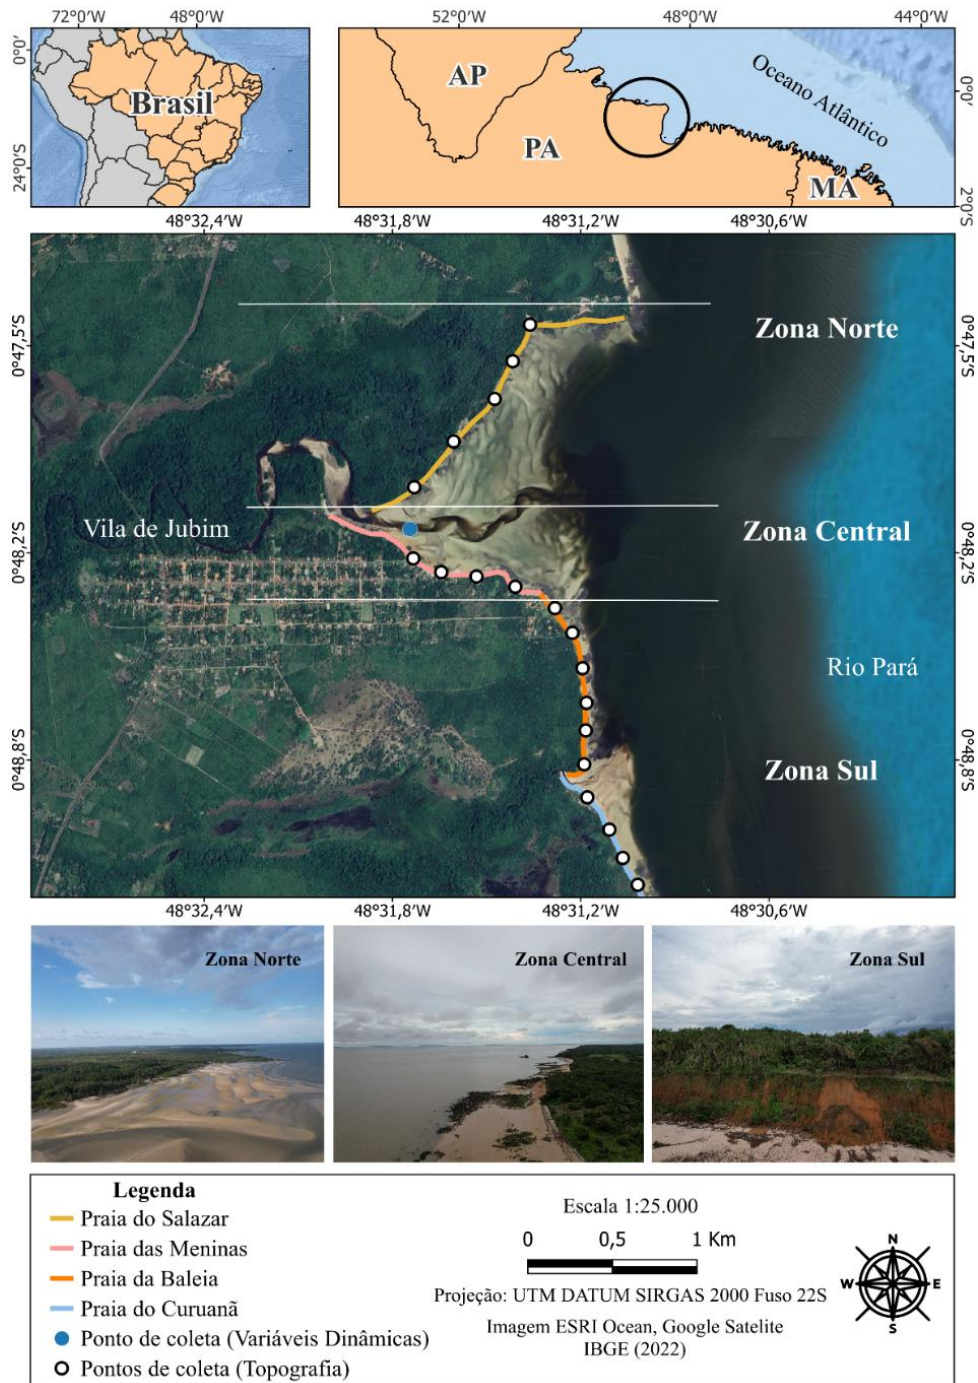 72°0'W 48°0'W 52°0'W 48°0'W 44°0'W
0°0'
24°0'S
Brasil
AP
PA
MA
Oceano Atlântico
0°0'
2°0'S
48°32,4'W 48°31,8'W 48°31,2'W 48°30,6'W
0°47,5'S
Zona Norte
0°47,5'S
Vila de Jubim
0°48,2'S
Zona Central
0°48,2'S
Rio Pará
0°48,8'S
Zona Sul
0°48,8'S
48°32,4'W 48°31,8'W 48°31,2'W 48°30,6'W
Zona Norte
Zona Central
Zona Sul
Legenda
Praia do Salazar
Praia das Meninas
Praia da Baleia
Praia do Curuanã
Ponto de coleta (Variáveis Dinâmicas)
Pontos de coleta (Topografia)
Escala 1:25.000
0 0,5 1 Km
Projeção: UTM DATUM SIRGAS 2000 Fuso 22S
Imagem ESRI Ocean, Google Satelite
IBGE (2022)
N
W E
S